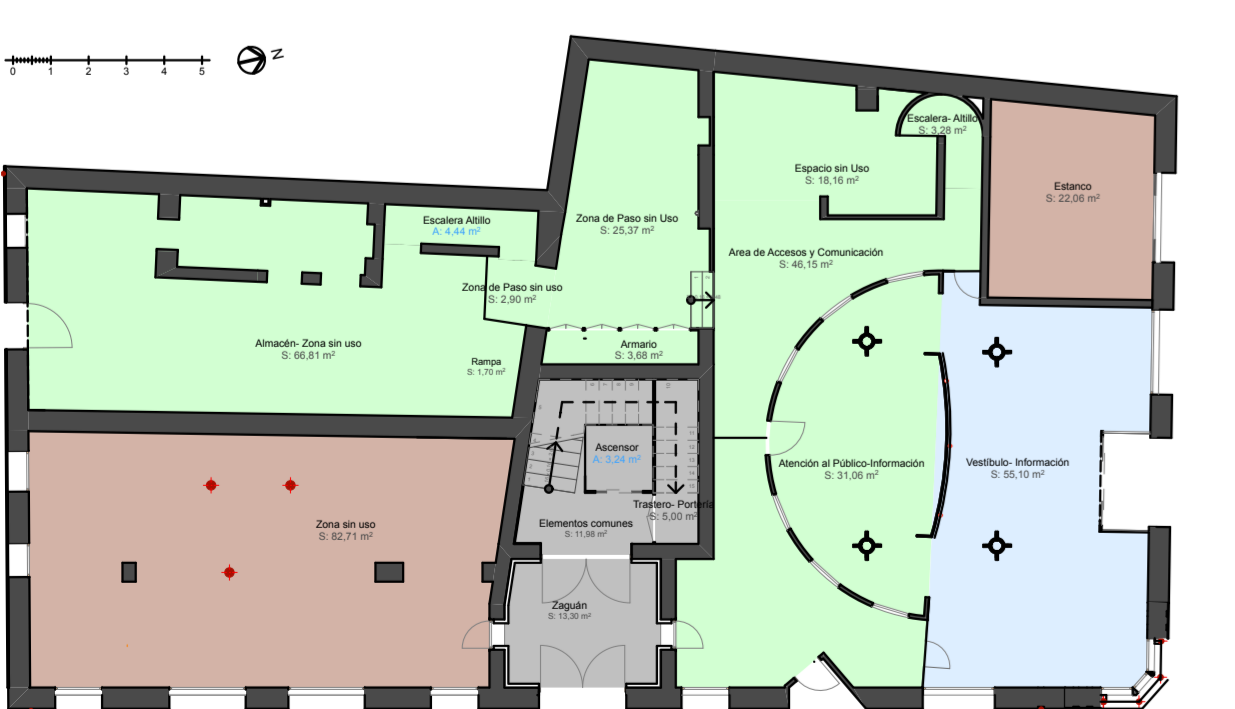 N
0 1 2 3 4 5
Escalera- Altillo
S: 3,28 m²
Espacio sin Uso
S: 18,16 m²
Estanco
S: 22,06 m²
Escalera Altillo
A: 4,44 m²
Zona de Paso sin Uso
S: 25,37 m²
Area de Accesos y Comunicación
S: 46,15 m²
Zona de Paso sin uso
S: 2,90 m²
Almacén- Zona sin uso
S: 66,81 m²
Armario
S: 3,68 m²
Rampa
S: 1,70 m²
Ascensor
A: 3,24 m²
Atención al Público-Información
S: 31,06 m²
Vestíbulo- Información
S: 55,10 m²
Trastero- Portería
S: 5,00 m²
Zona sin uso
S: 82,71 m²
Elementos comunes
S: 11,98 m²
Zaguán
S: 13,30 m²